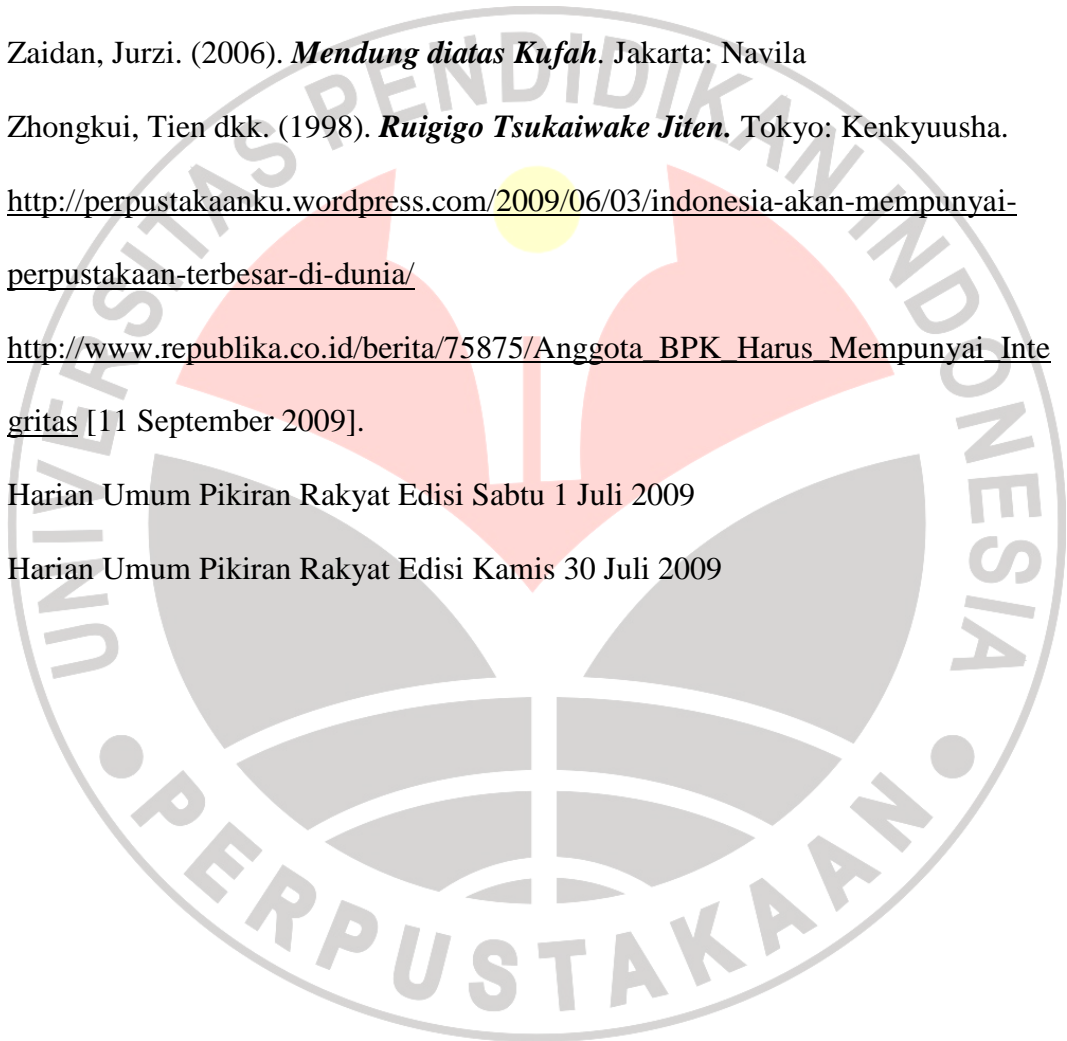 Zaidan, Jurzi. (2006). Mendung diatas Kufah. Jakarta: Navila
Zhongkui, Tien dkk. (1998). Ruigigo Tsukaiwake Jiten. Tokyo: Kenkyuusha.
http://perpustakaanku.wordpress.com/2009/06/03/indonesia-akan-mempunyai-
perpustakaan-terbesar-di-dunia/
http://www.republika.co.id/berita/75875/Anggota_BPK_Harus_Mempunyai_Inte
gritas [11 September 2009].
Harian Umum Pikiran Rakyat Edisi Sabtu 1 Juli 2009
Harian Umum Pikiran Rakyat Edisi Kamis 30 Juli 2009
UNIVERSITAS PENDIDIKAN INDONESIA
PERPUSTAKAAN